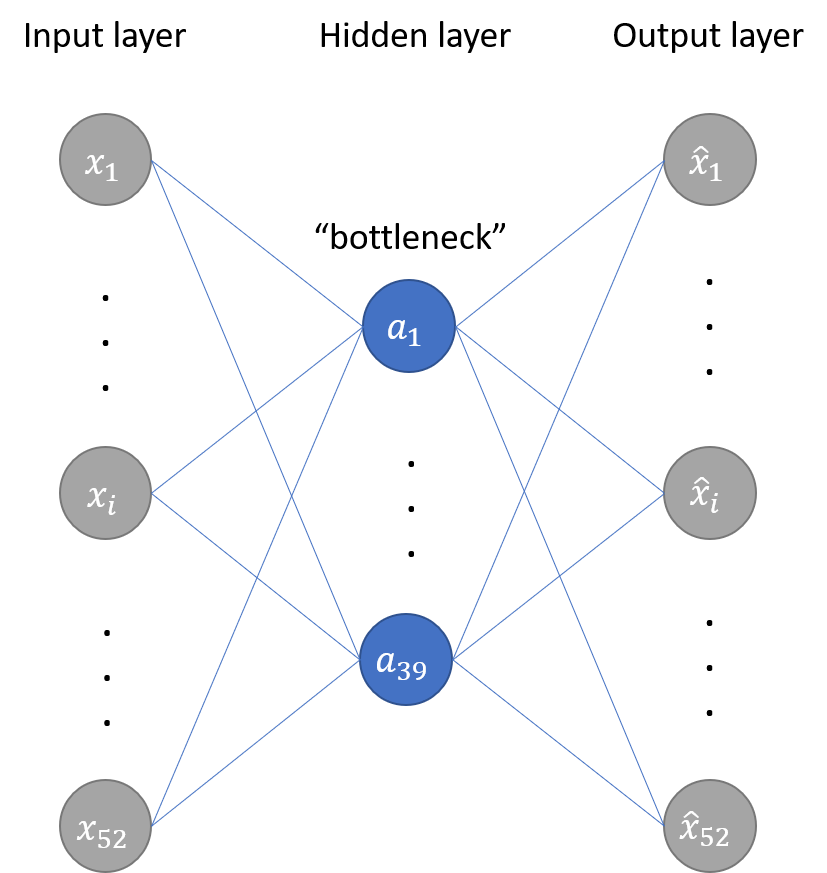 Input layer
Hidden layer
Output layer
x₁
x̂₁
“bottleneck”
a₁
xᵢ
x̂ᵢ
a₃₉
x₅₂
x̂₅₂